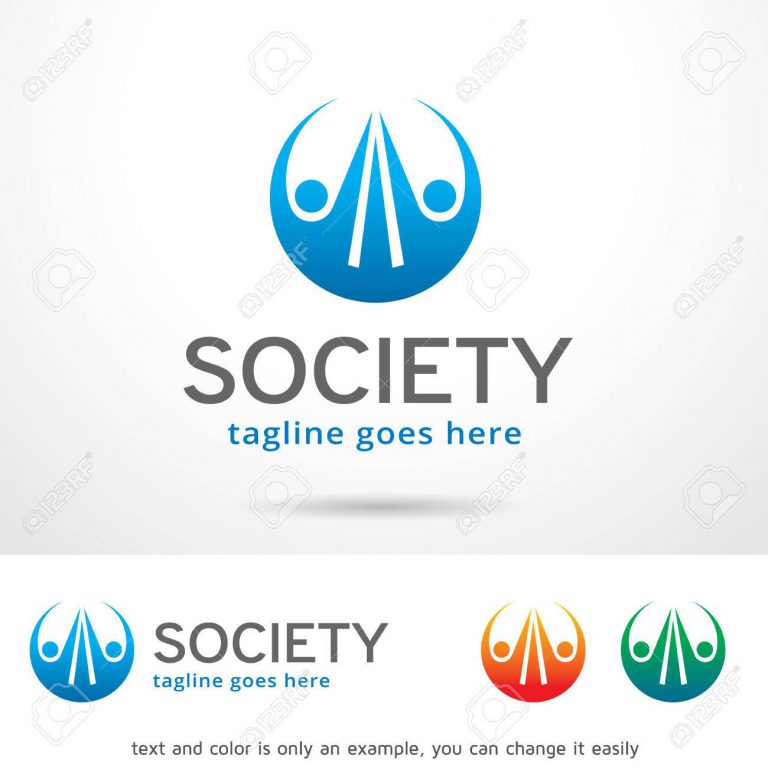 SOCIETY
tagline goes here
SOCIETY
tagline goes here
text and color is only an example, you can change it easily
123RF